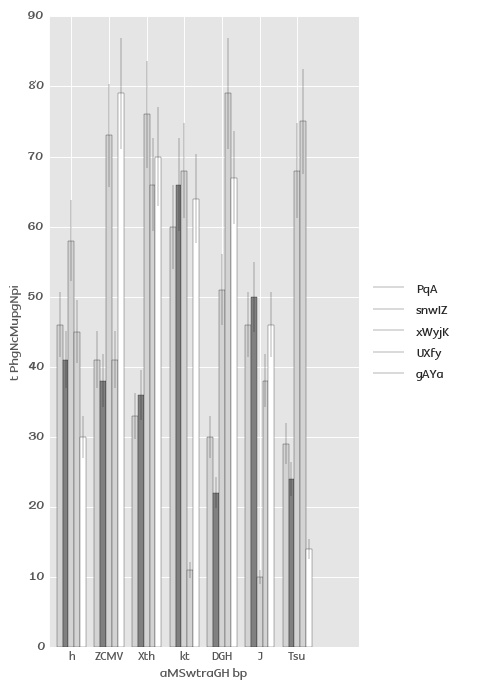 90
80
70
60
50
40
30
20
10
0
t PhgNcMupgNpi
h ZCMV Xth kt DGH J Tsu
aMSwtraGH bp
PqA
snwIZ
xWyjK
UXfy
gAYa